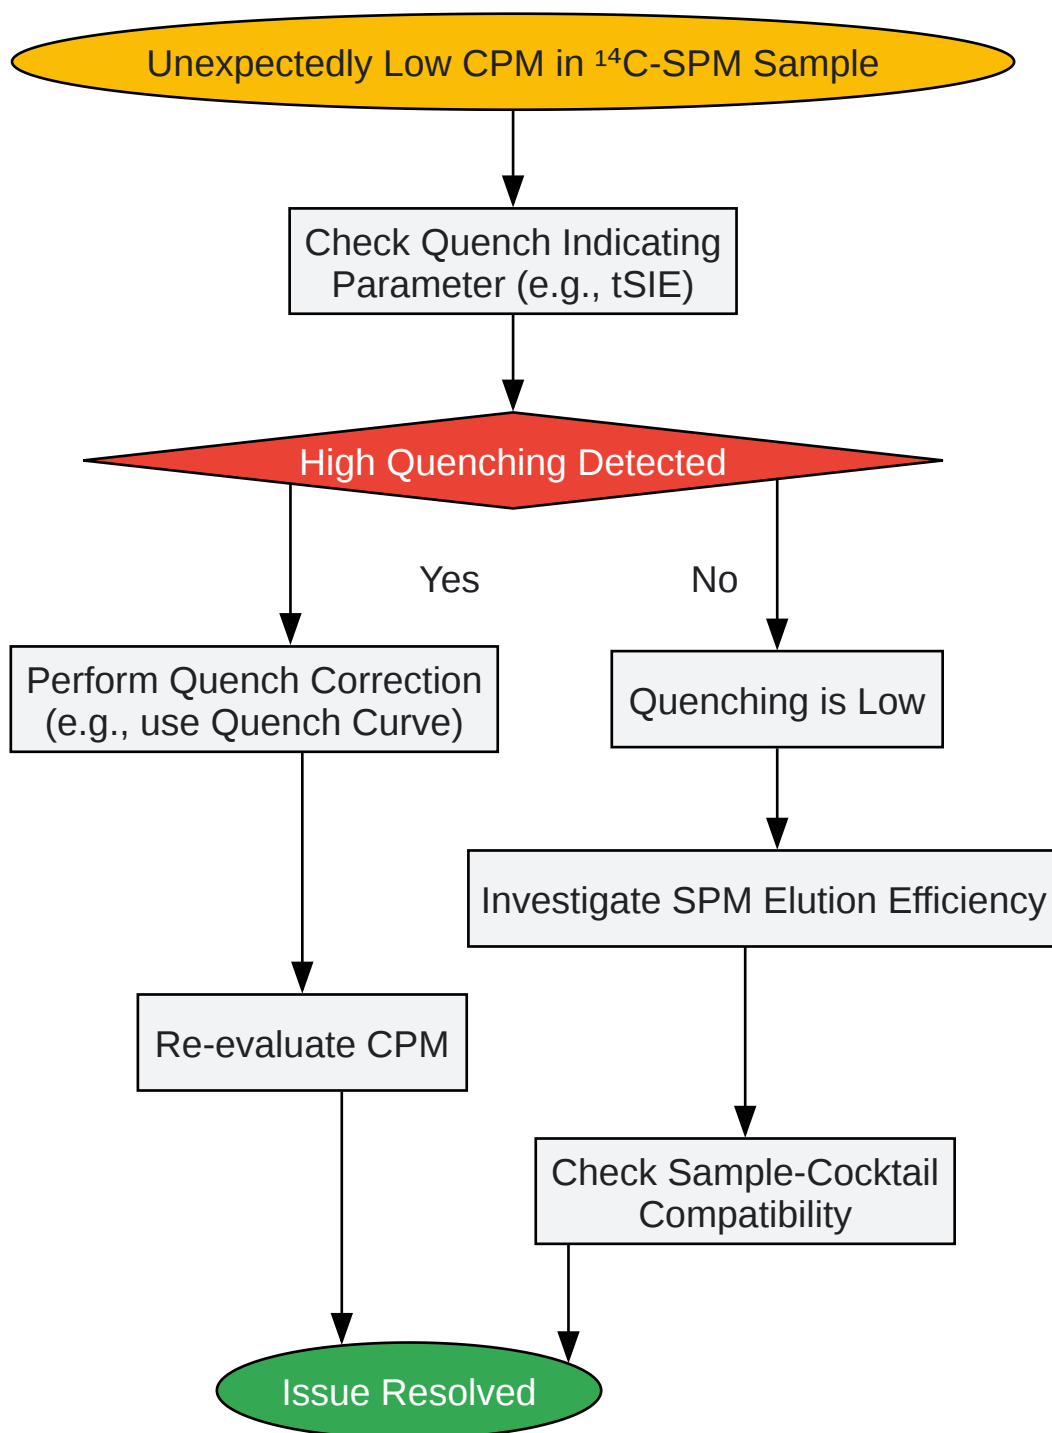 Unexpectedly Low CPM in ¹⁴C-SPM Sample
Check Quench Indicating
Parameter (e.g., tSIE)
High Quenching Detected
Yes
No
Perform Quench Correction
(e.g., use Quench Curve)
Quenching is Low
Investigate SPM Elution Efficiency
Re-evaluate CPM
Check Sample-Cocktail
Compatibility
Issue Resolved